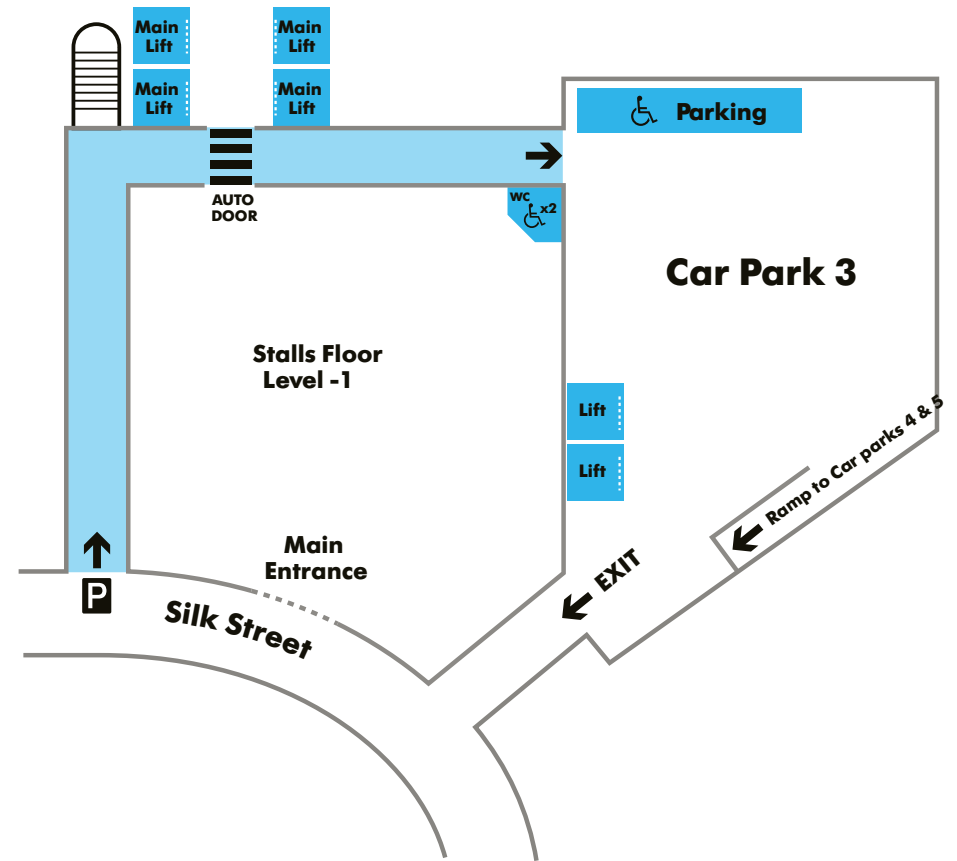 Main
Lift
Main
Lift
Main
Lift
Main
Lift
Parking
AUTO
DOOR
WC
x2
Car Park 3
Stalls Floor
Level -1
Lift
Lift
Ramp to Car parks 4 & 5
Main
Entrance
EXIT
P
Silk Street